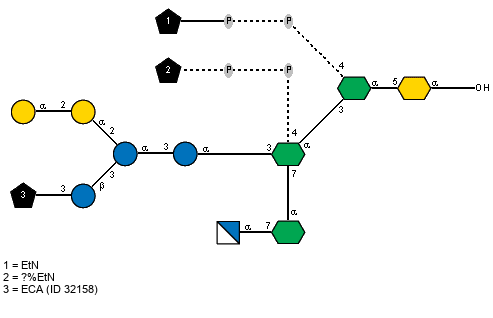 1 P P
2 P P
4
α 5 α OH
3
α 2
α
2
4
α 3 α 3 α
3
3 3 β
7
α
α 7
1 = EtN
2 = ?%EtN
3 = ECA (ID 32158)